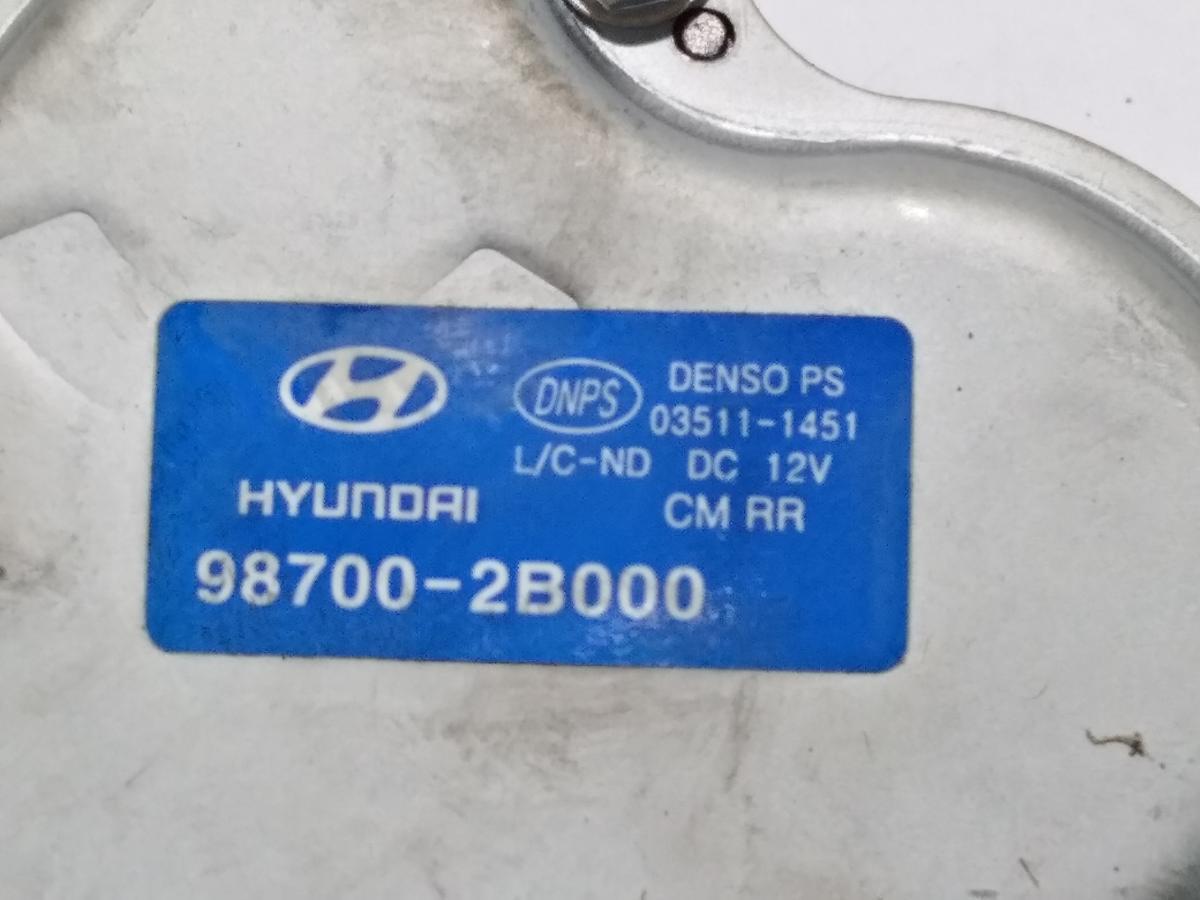 DNPS
DENSO PS
03511-1451
L/C-ND DC 12V
HYUNDAI
CM RR
98700-2B000